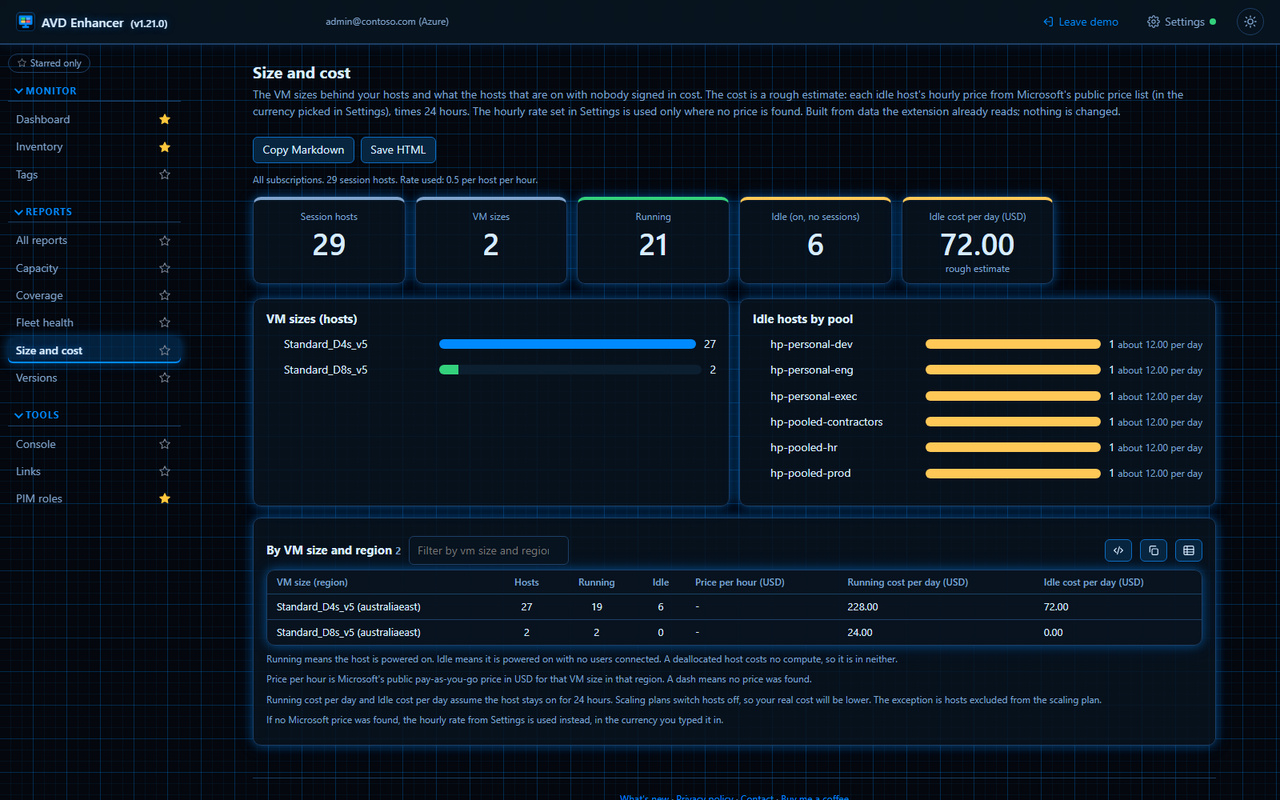 AVD Enhancer (v1.21.0)
admin@contoso.com (Azure)
Leave demo
Settings
Starred only
MONITOR
Dashboard
Inventory
Tags
REPORTS
All reports
Capacity
Coverage
Fleet health
Size and cost
Versions
TOOLS
Console
Links
PIM roles
Size and cost
The VM sizes behind your hosts and what the hosts that are on with nobody signed in cost. The cost is a rough estimate: each idle host's hourly price from Microsoft's public price list (in the
currency picked in Settings), times 24 hours. The hourly rate set in Settings is used only where no price is found. Built from data the extension already reads; nothing is changed.
Copy Markdown
Save HTML
All subscriptions. 29 session hosts. Rate used: 0.5 per host per hour.
Session hosts
29
VM sizes
2
Running
21
Idle (on, no sessions)
6
Idle cost per day (USD)
72.00
rough estimate
VM sizes (hosts)
Standard_D4s_v5 27
Standard_D8s_v5 2
Idle hosts by pool
hp-personal-dev 1 about 12.00 per day
hp-personal-eng 1 about 12.00 per day
hp-personal-exec 1 about 12.00 per day
hp-pooled-contractors 1 about 12.00 per day
hp-pooled-hr 1 about 12.00 per day
hp-pooled-prod 1 about 12.00 per day
By VM size and region 2
Filter by vm size and region
VM size (region) Hosts Running Idle Price per hour (USD) Running cost per day (USD) Idle cost per day (USD)
Standard_D4s_v5 (australiaeast) 27 19 6 - 228.00 72.00
Standard_D8s_v5 (australiaeast) 2 2 0 - 24.00 0.00
Running means the host is powered on. Idle means it is powered on with no users connected. A deallocated host costs no compute, so it is in neither.
Price per hour is Microsoft's public pay-as-you-go price in USD for that VM size in that region. A dash means no price was found.
Running cost per day and Idle cost per day assume the host stays on for 24 hours. Scaling plans switch hosts off, so your real cost will be lower. The exception is hosts excluded from the scaling plan.
If no Microsoft price was found, the hourly rate from Settings is used instead, in the currency you typed it in.
What's new · Privacy policy · Contact · Buy me a coffee